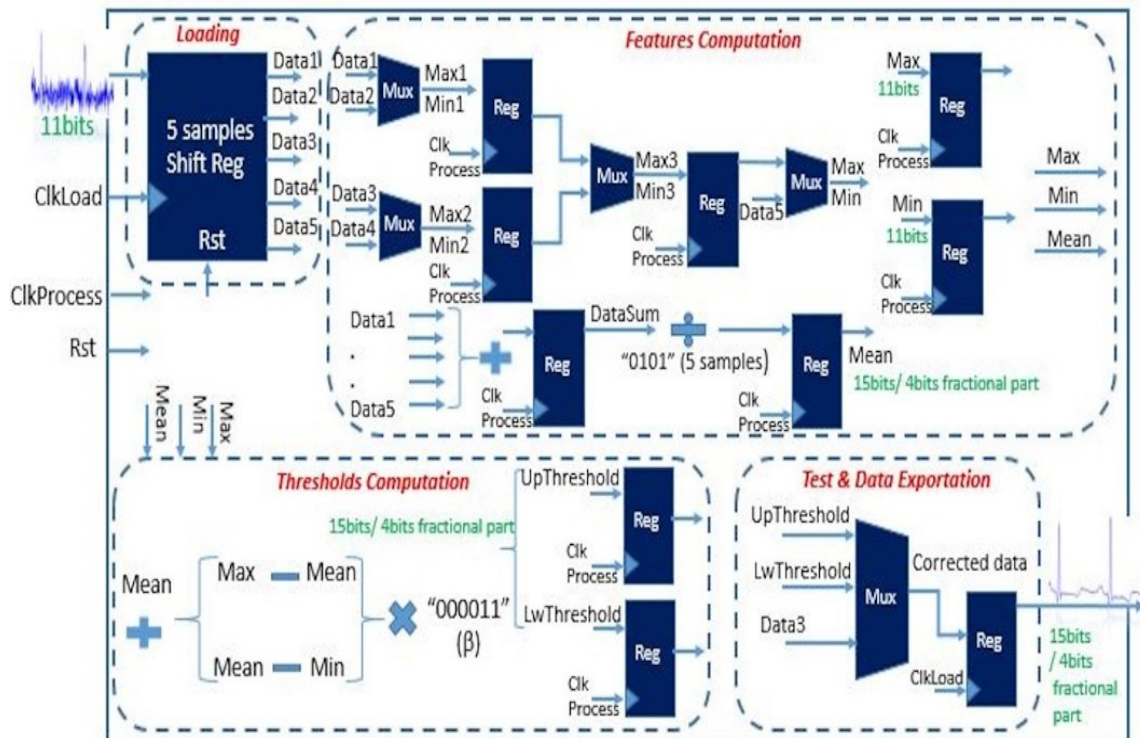 Loading
11bits
ClkLoad
ClkProcess
Rst
5 samples
Shift Reg
Rst
Data1
Data2
Data3
Data4
Data5
Features Computation
Data1
Data2
Mux
Max1
Min1
Clk
Process
Reg
Data3
Data4
Mux
Max2
Min2
Clk
Process
Reg
Mux
Max3
Min3
Clk
Process
Reg
Data5
Mux
Max
Min
Max
11bits
Clk
Process
Reg
Min
11bits
Clk
Process
Reg
Max
Min
Mean
Data1
.
.
Data5
Clk
Process
Reg
DataSum
"0101" (5 samples)
Clk
Process
Reg
Mean
15bits/ 4bits fractional part
Mean
Min
Max
Thresholds Computation
15bits/ 4bits fractional part
Mean
Max
Mean
Mean
Min
"000011"
(β)
UpThreshold
Clk
Process
Reg
LwThreshold
Clk
Process
Reg
Test & Data Exportation
UpThreshold
LwThreshold
Data3
Mux
Corrected data
ClkLoad
Reg
15bits
/ 4bits
fractional
part